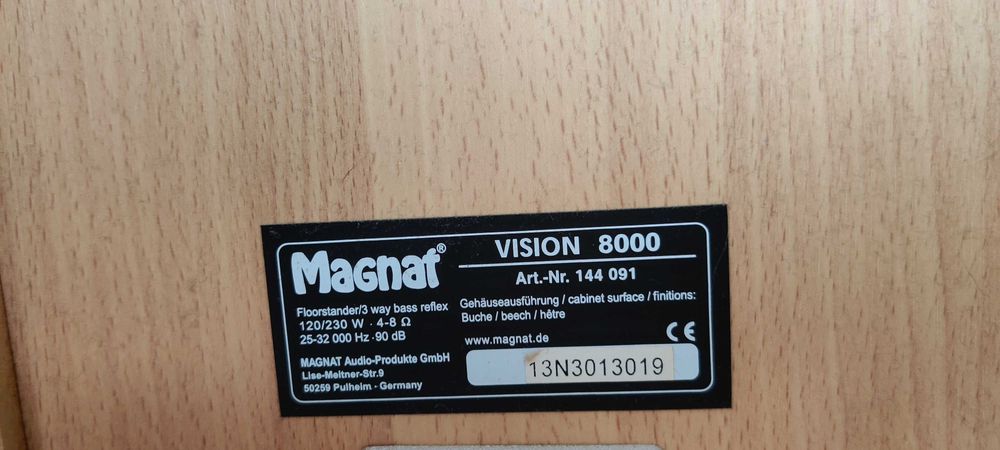 Magnat®
Floorstander/3 way bass reflex
120/230 W · 4-8 Ω
25-32 000 Hz · 90 dB
MAGNAT Audio-Produkte GmbH
Lise-Meitner-Str.9
50259 Pulheim · Germany
VISION 8000
Art.-Nr. 144 091
Gehäuseausführung / cabinet surface / finitions:
Buche / beech / hêtre
www.magnat.de CE
13N3013019